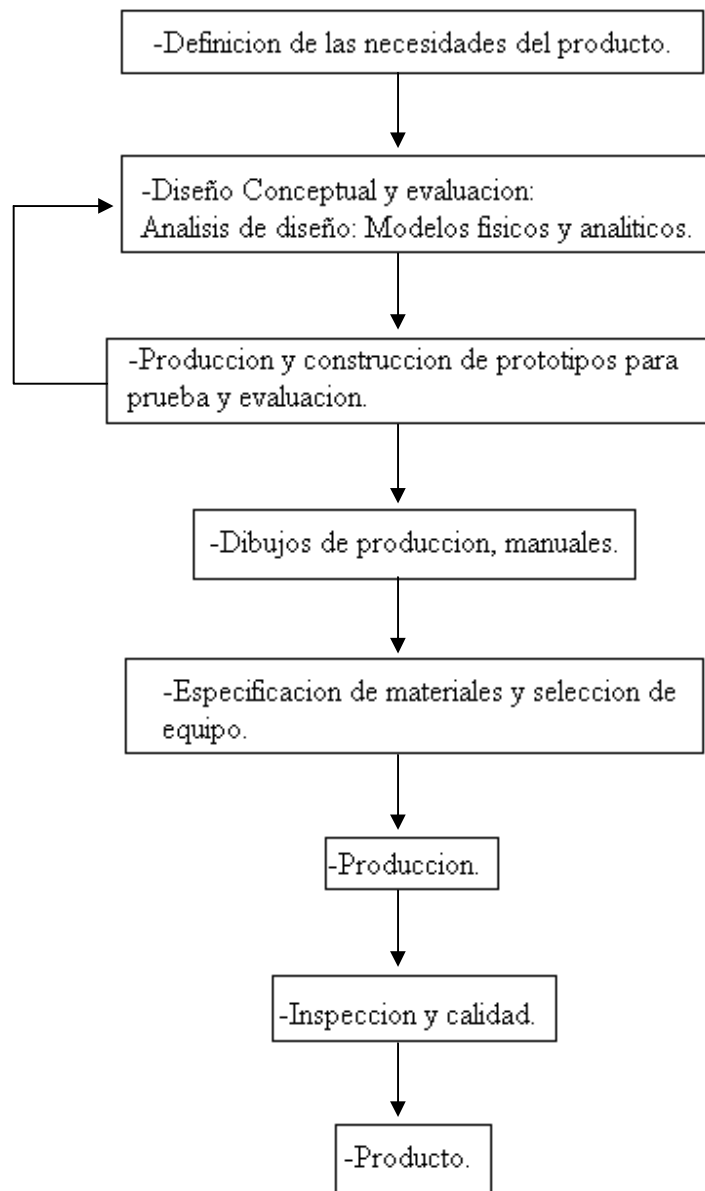 -Definicion de las necesidades del producto.
-Diseño Conceptual y evaluacion:
Analisis de diseño: Modelos fisicos y analiticos.
-Produccion y construccion de prototipos para
prueba y evaluacion.
-Dibujos de produccion, manuales.
-Especificacion de materiales y seleccion de
equipo.
-Produccion.
-Inspeccion y calidad.
-Producto.